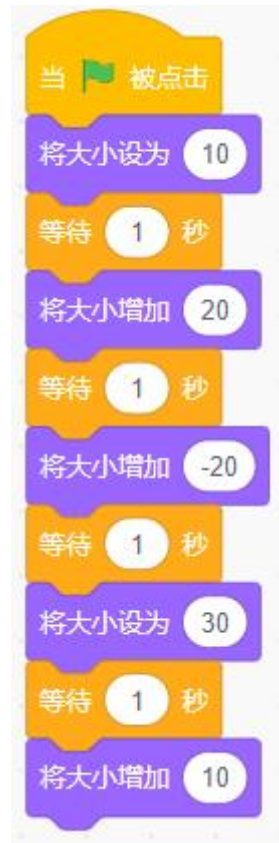 当 被点击
将大小设为 10
等待 1 秒
将大小增加 20
等待 1 秒
将大小增加 -20
等待 1 秒
将大小设为 30
等待 1 秒
将大小增加 10